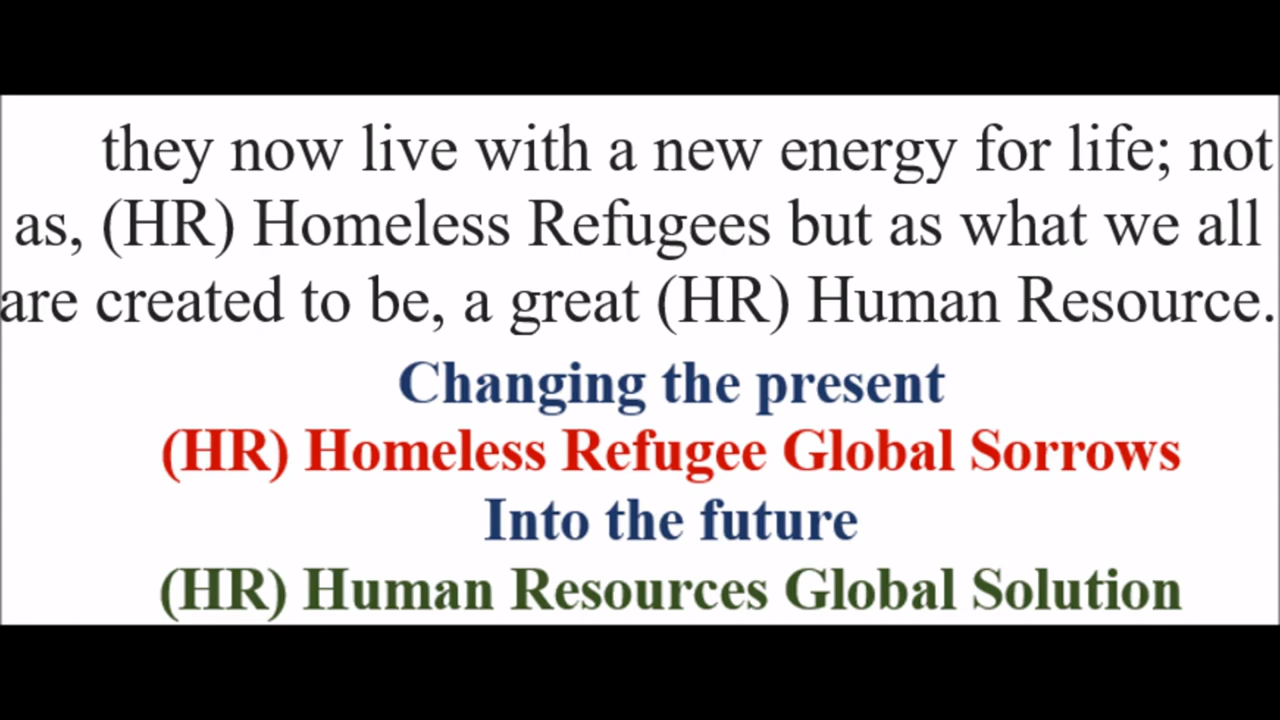 they now live with a new energy for life; not
as, (HR) Homeless Refugees but as what we all
are created to be, a great (HR) Human Resource.
Changing the present
(HR) Homeless Refugee Global Sorrows
Into the future
(HR) Human Resources Global Solution